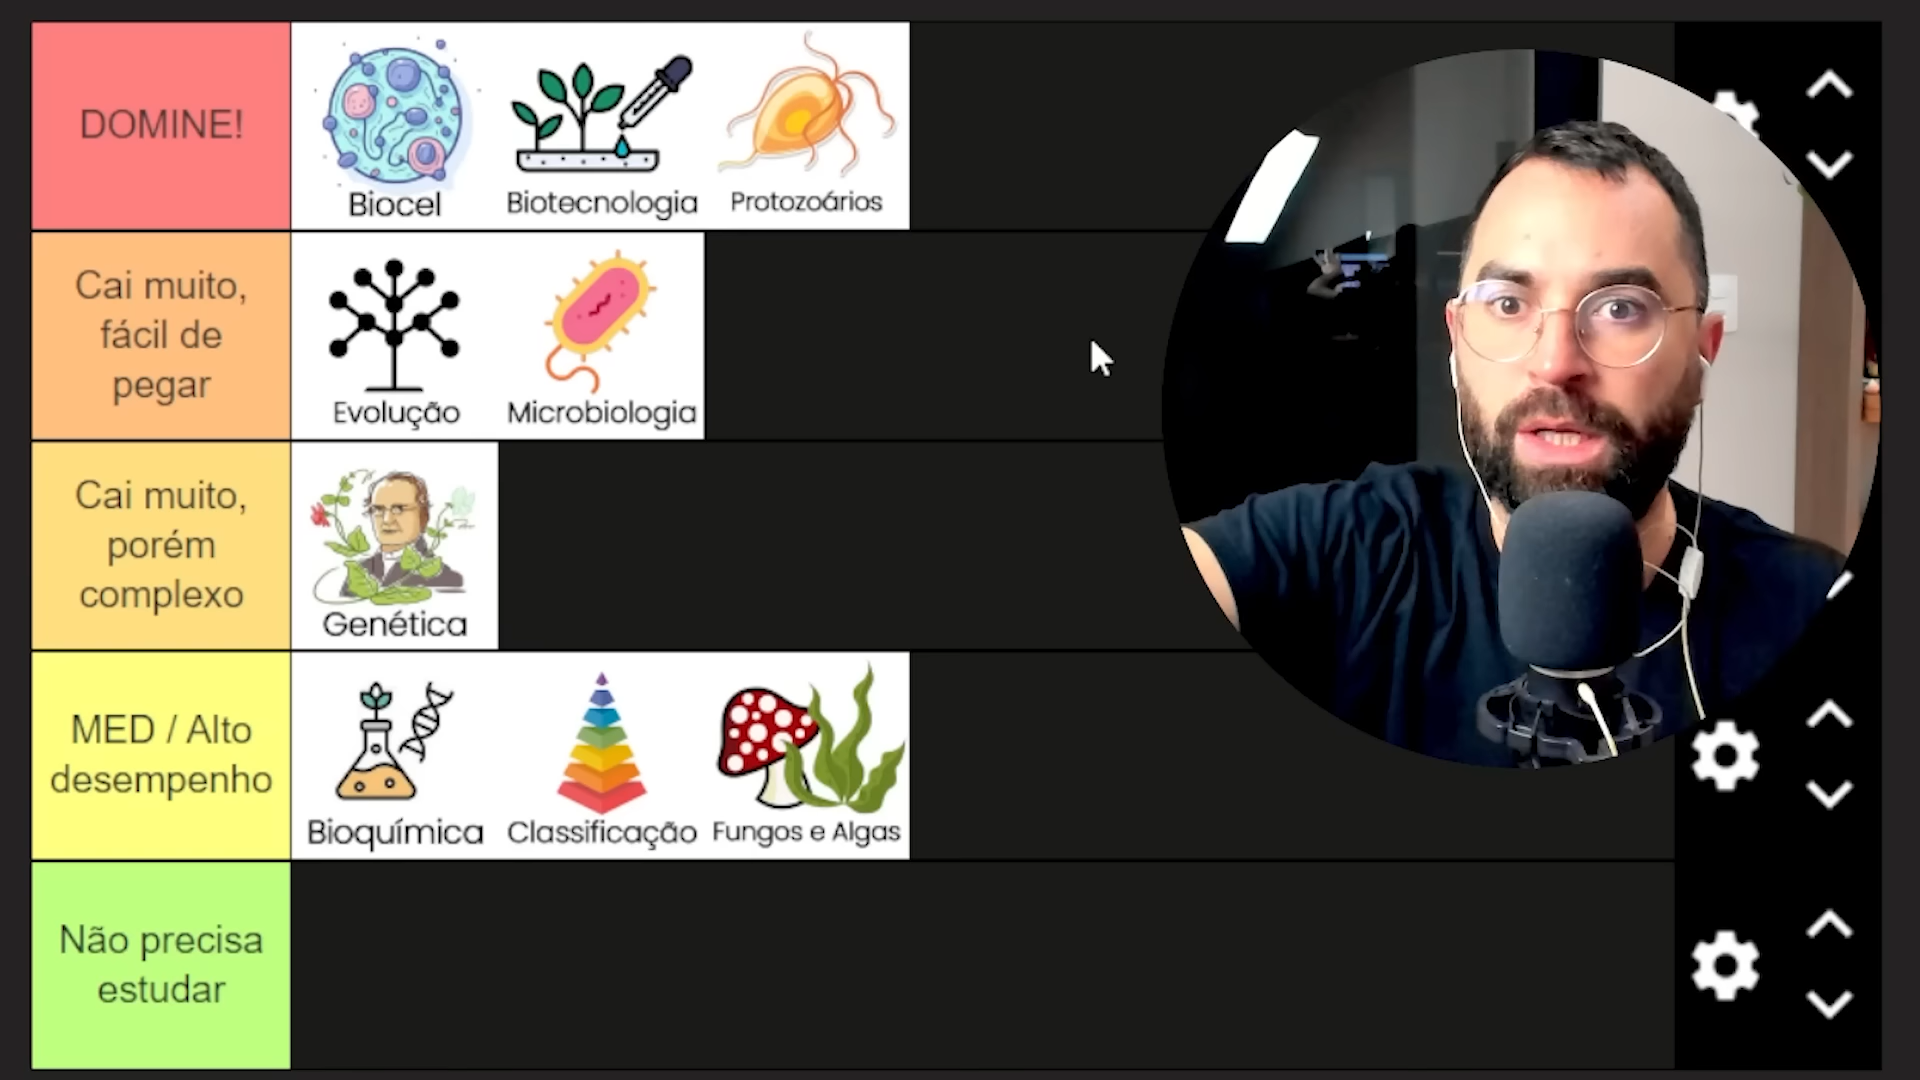 DOMINE!
Biocel
Biotecnologia
Protozoários
Cai muito,
fácil de
pegar
Evolução
Microbiologia
Cai muito,
porém
complexo
Genética
MED / Alto
desempenho
Bioquímica
Classificação
Fungos e Algas
Não precisa
estudar